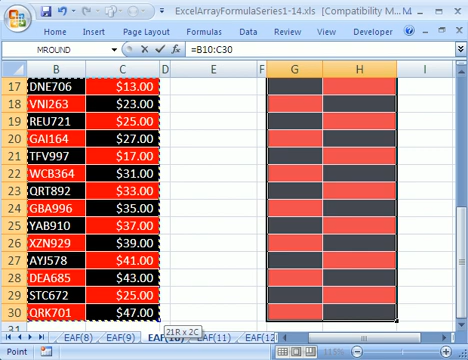 ExcelArrayFormulaSeries1-14.xls [Compatibility M...
Home Insert Page Layout Formulas Data Review View Developer
MROUND =B10:C30
B C D E F G H I
17 DNE706 $13.00
18 VNI263 $23.00
19 REU721 $25.00
20 GAI164 $27.00
21 TFV997 $17.00
22 WCB364 $31.00
23 QRT892 $33.00
24 GBA996 $35.00
25 YAB910 $37.00
26 XZN929 $39.00
27 AYJ578 $41.00
28 DEA685 $43.00
29 STC672 $25.00
30 QRK701 $47.00
31
21R x 2C
EAF(8) EAF(9) EAF(10) EAF(11) EAF(12
Point 115%